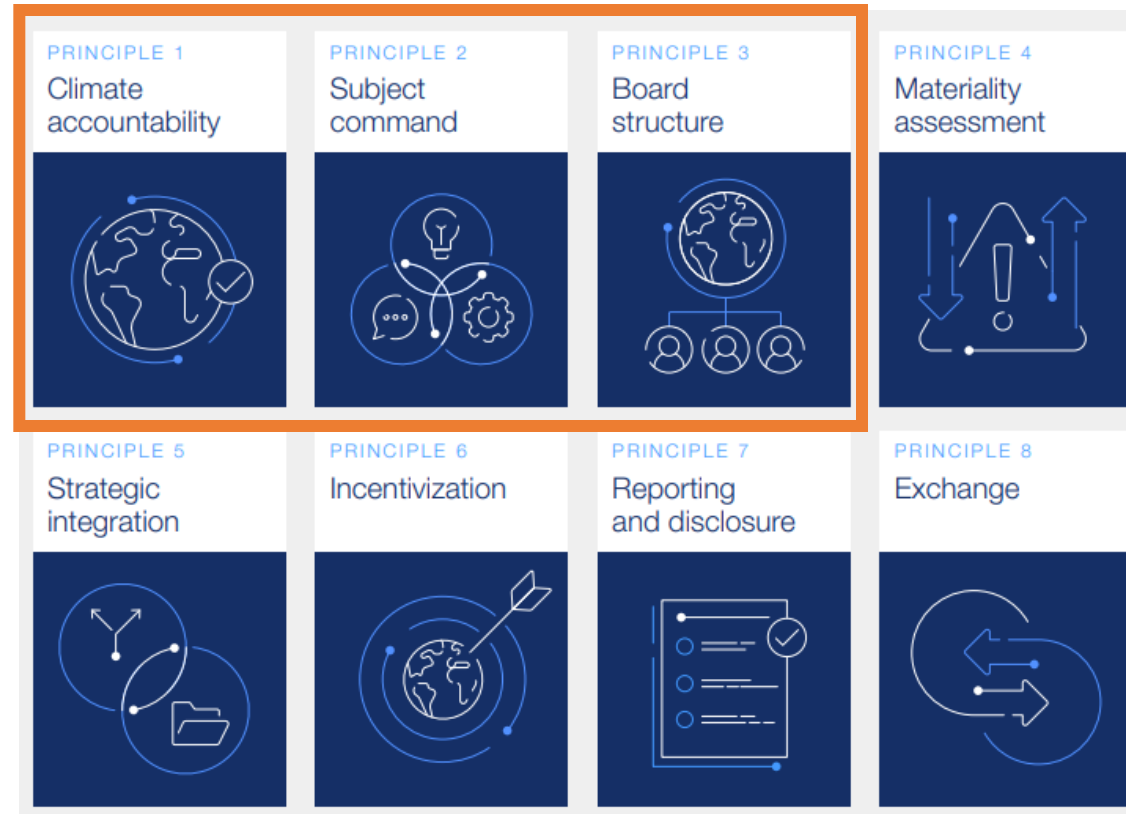 PRINCIPLE 1
Climate
accountability
PRINCIPLE 2
Subject
command
PRINCIPLE 3
Board
structure
PRINCIPLE 4
Materiality
assessment
PRINCIPLE 5
Strategic
integration
PRINCIPLE 6
Incentivization
PRINCIPLE 7
Reporting
and disclosure
PRINCIPLE 8
Exchange